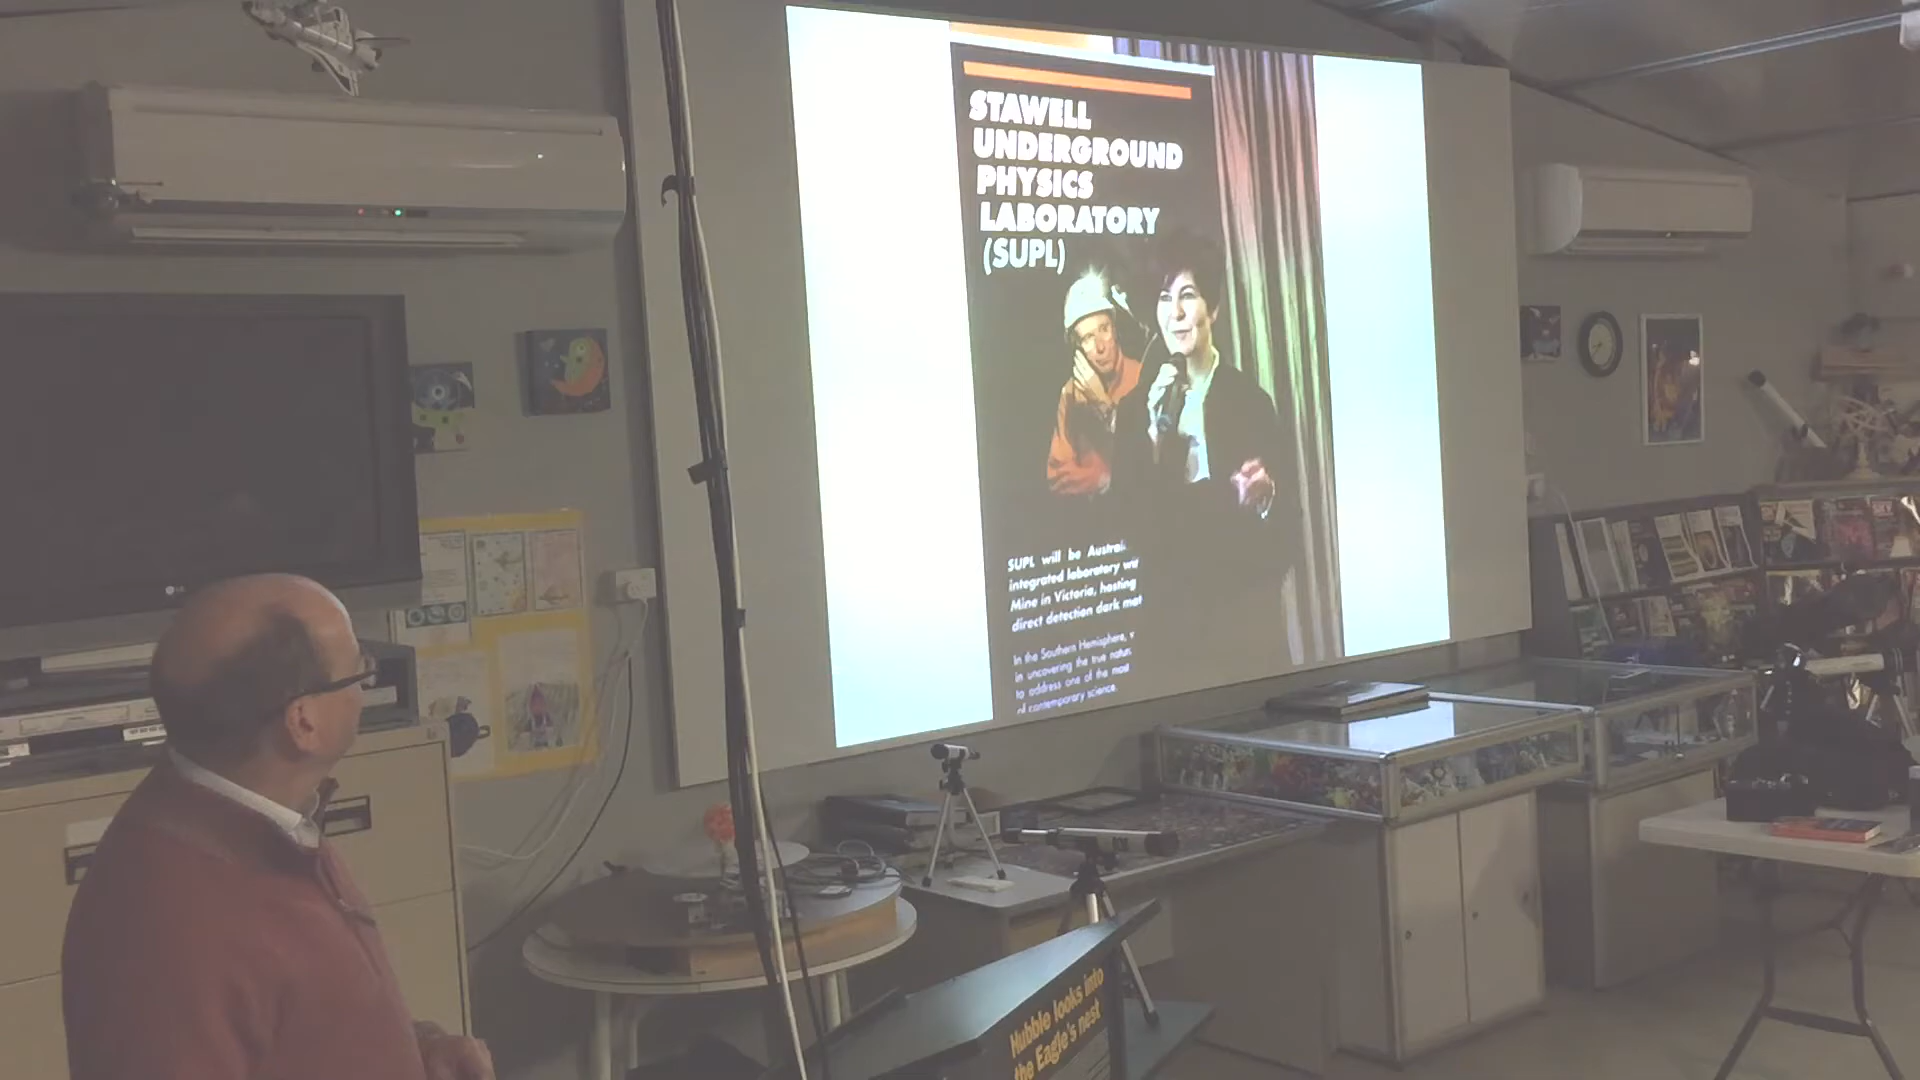 STAWELL
UNDERGROUND
PHYSICS
LABORATORY
(SUPL)
SUPL will be
integrated laboratory
Mine in Victoria, hosting
direct detection dark
In the Southern Hemisphere,
in uncovering the true
to address one of the most
of contemporary science.
LG
Hubble looks into
the Eagle's nest